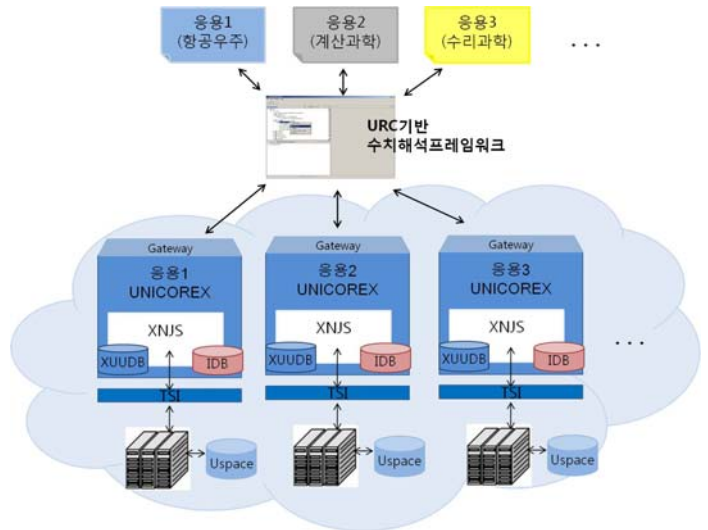 응용1
(항공우주)
응용2
(계산과학)
응용3
(수리과학)
. . .
URC기반
수치해석프레임워크
Gateway
응용1
UNICOREX
XNJS
XUUDB
IDB
TSI
Uspace
Gateway
응용2
UNICOREX
XNJS
XUUDB
IDB
TSI
Uspace
Gateway
응용3
UNICOREX
XNJS
XUUDB
IDB
TSI
Uspace
. . .